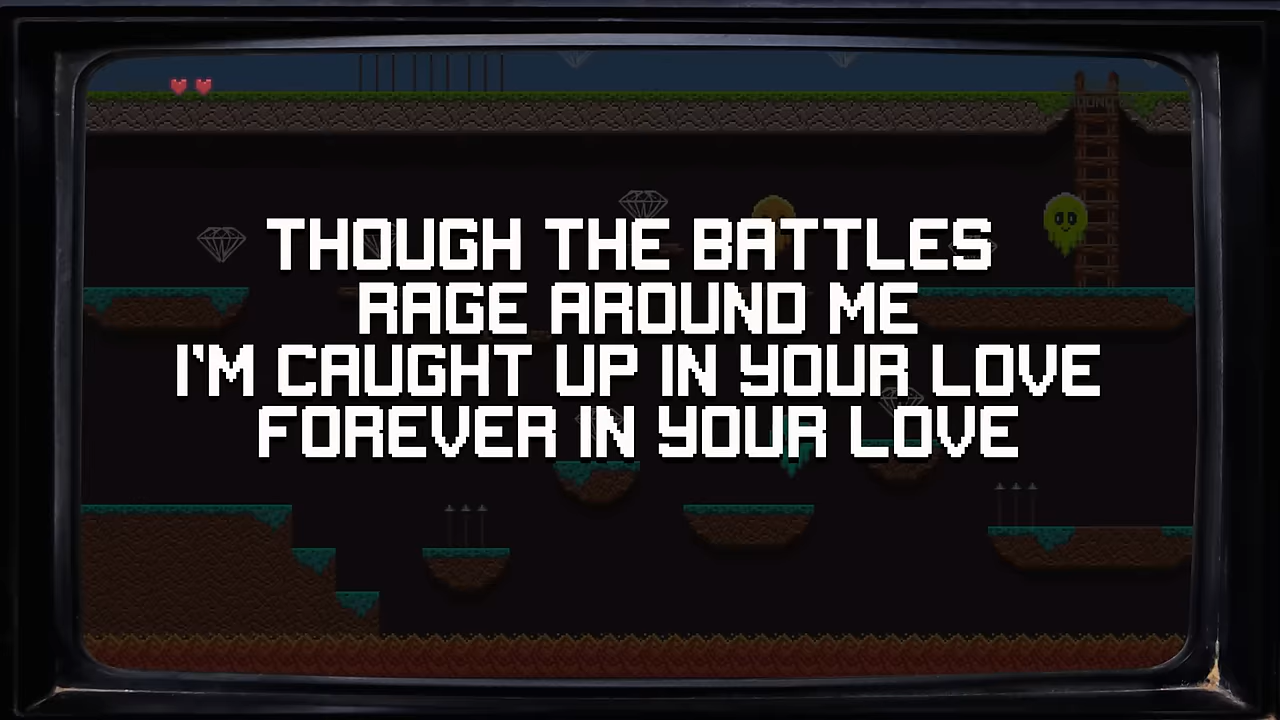 THOUGH THE BATTLES
RAGE AROUND ME
I'M CAUGHT UP IN YOUR LOVE
FOREVER IN YOUR LOVE